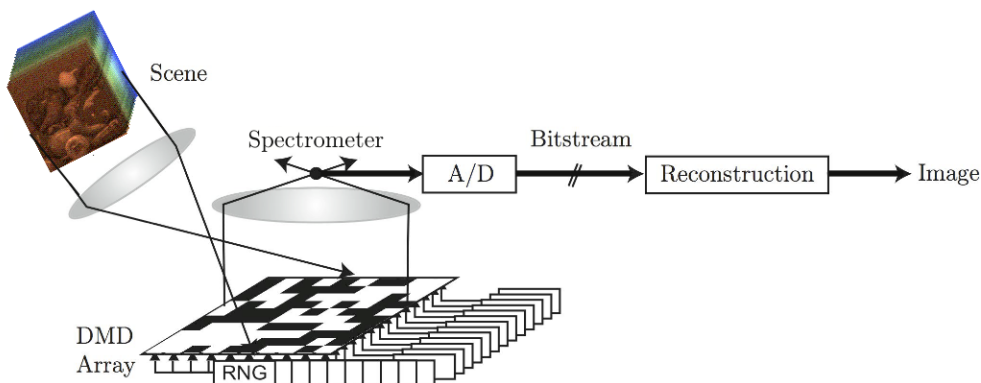 Scene
Spectrometer
A/D
Bitstream
Reconstruction
Image
DMD
Array
RNG